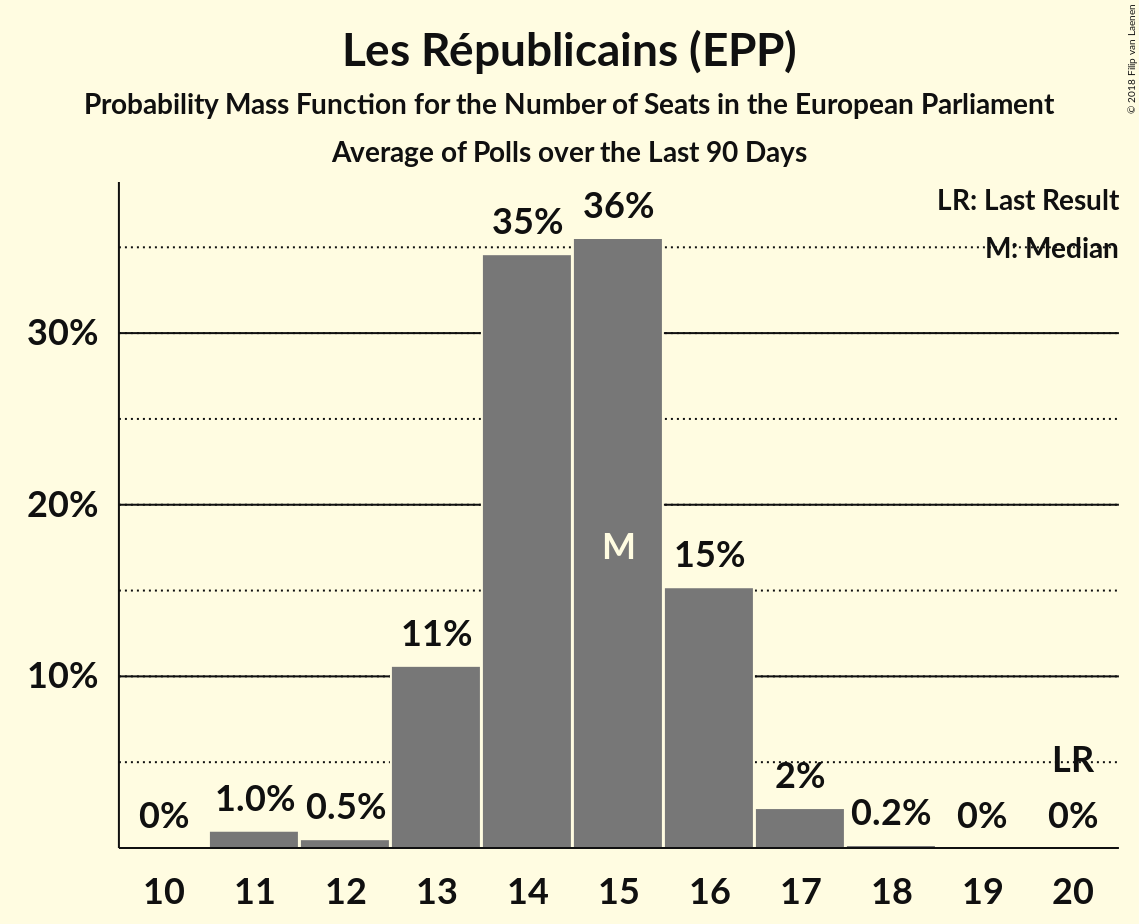 Les Républicains (EPP)
Probability Mass Function for the Number of Seats in the European Parliament
Average of Polls over the Last 90 Days
© 2018 Filip van Laenen
LR: Last Result
M: Median
30%
20%
10%
0%
1.0%
0.5%
11%
35%
36%
M
15%
2%
0.2%
0%
LR
0%
10 11 12 13 14 15 16 17 18 19 20